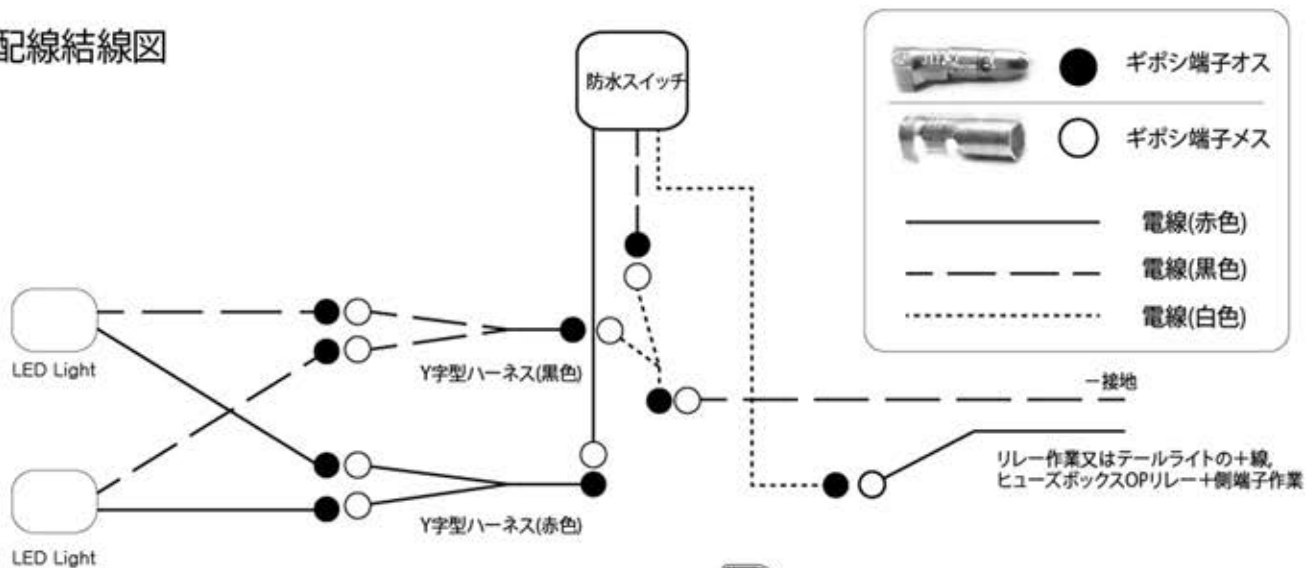 配線結線図
防水スイッチ
ギボシ端子オス
ギボシ端子メス
電線(赤色)
電線(黒色)
電線(白色)
LED Light
Y字型ハーネス(黒色)
ー接地
リレー作業又はテールライトの+線,
ヒューズボックスOPリレー+側端子作業
Y字型ハーネス(赤色)
LED Light